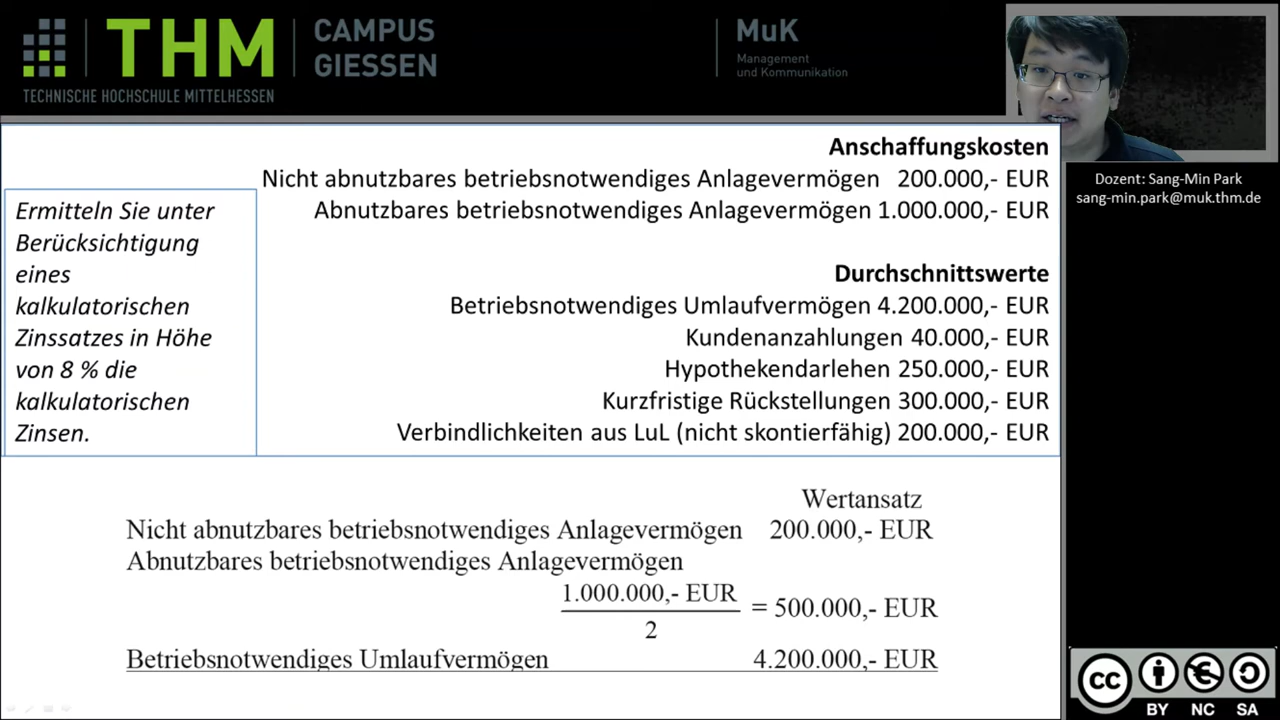 THM
CAMPUS
GIESSEN
TECHNISCHE HOCHSCHULE MITTELHESSEN
MuK
Management
und Kommunikation
Dozent: Sang-Min Park
sang-min.park@muk.thm.de
Ermitteln Sie unter
Berücksichtigung
eines
kalkulatorischen
Zinssatzes in Höhe
von 8 % die
kalkulatorischen
Zinsen.
Anschaffungskosten
Nicht abnutzbares betriebsnotwendiges Anlagevermögen 200.000,- EUR
Abnutzbares betriebsnotwendiges Anlagevermögen 1.000.000,- EUR
Durchschnittswerte
Betriebsnotwendiges Umlaufvermögen 4.200.000,- EUR
Kundenanzahlungen 40.000,- EUR
Hypothekendarlehen 250.000,- EUR
Kurzfristige Rückstellungen 300.000,- EUR
Verbindlichkeiten aus LuL (nicht skontierfähig) 200.000,- EUR
Wertansatz
Nicht abnutzbares betriebsnotwendiges Anlagevermögen 200.000,- EUR
Abnutzbares betriebsnotwendiges Anlagevermögen
1.000.000,- EUR
2
= 500.000,- EUR
Betriebsnotwendiges Umlaufvermögen 4.200.000,- EUR
cc
BY NC SA